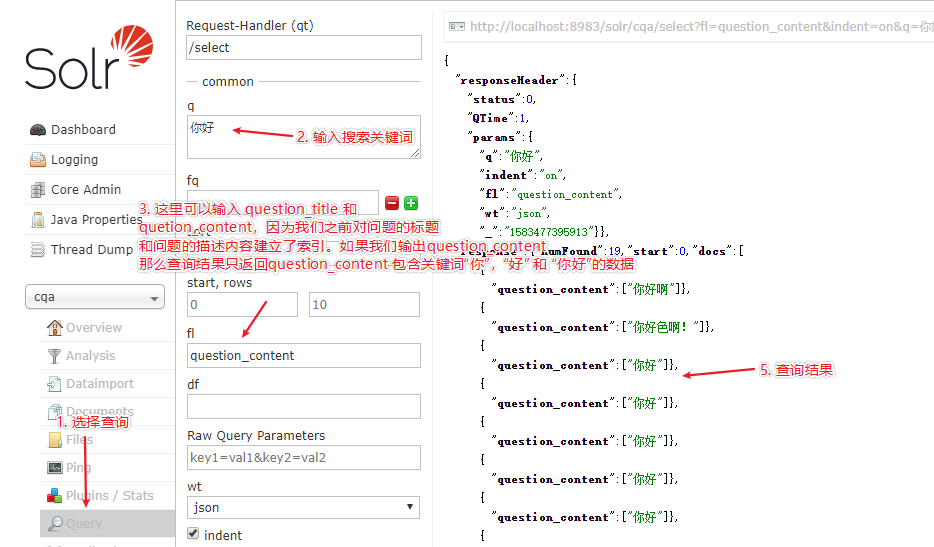 Solr
Dashboard
Logging
Core Admin
Java Properties
Thread Dump
cqa
Overview
Analysis
Dataimport
Documents
1. 选择查询
Files
Ping
Plugins / Stats
Query
Request-Handler (qt)
/select
common
q
你好
2. 输入搜索关键词
fq
3. 这里可以输入 question_title 和
quetion_content，因为我们之前对问题的标题
和问题的描述内容建立了索引。如果我们输出question_content
那么查询结果只返回question_content 包含关键词“你”，“好” 和 “你好”的数据
start, rows
0 10
fl
question_content
df
Raw Query Parameters
key1=val1&key2=val2
wt
json
indent
http://localhost:8983/solr/cqa/select?fl=question_content&indent=on&q=你
{
"responseHeader":{
"status":0,
"QTime":1,
"params":{
"q":"你好",
"indent":"on",
"fl":"question_content",
"wt":"json",
"_":"1583477395913"}},
"response":{"numFound":19,"start":0,"docs":[
{
"question_content":["你好啊"]},
{
"question_content":["你好色啊！"]},
{
"question_content":["你好"]},
5. 查询结果
{
"question_content":["你好"]},
{
"question_content":["你好"]},
{
"question_content":["你好"]},
{
"question_content":["你好"]},
{